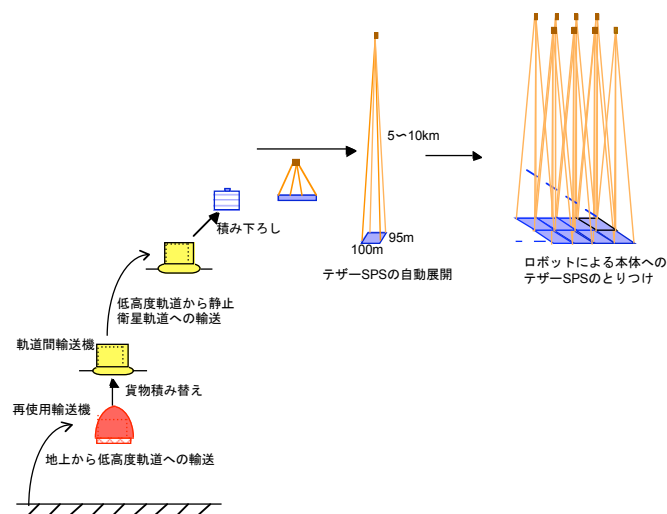 5〜10km
95m
100m
テザーSPSの自動展開
ロボットによる本体への
テザーSPSのとりつけ
積み下ろし
低高度軌道から静止
衛星軌道への輸送
軌道間輸送機
貨物積み替え
再使用輸送機
地上から低高度軌道への輸送